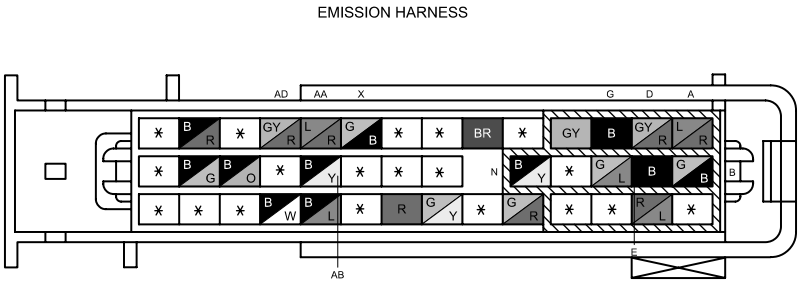 EMISSION HARNESS
AD AA X G D A
* B R * GY R L R G B * * BR * GY B GY R L R
* B G B O * B Y * * * N B Y * G L B G B B
* * * B W B L * R G Y * G R * * R L *
AB E